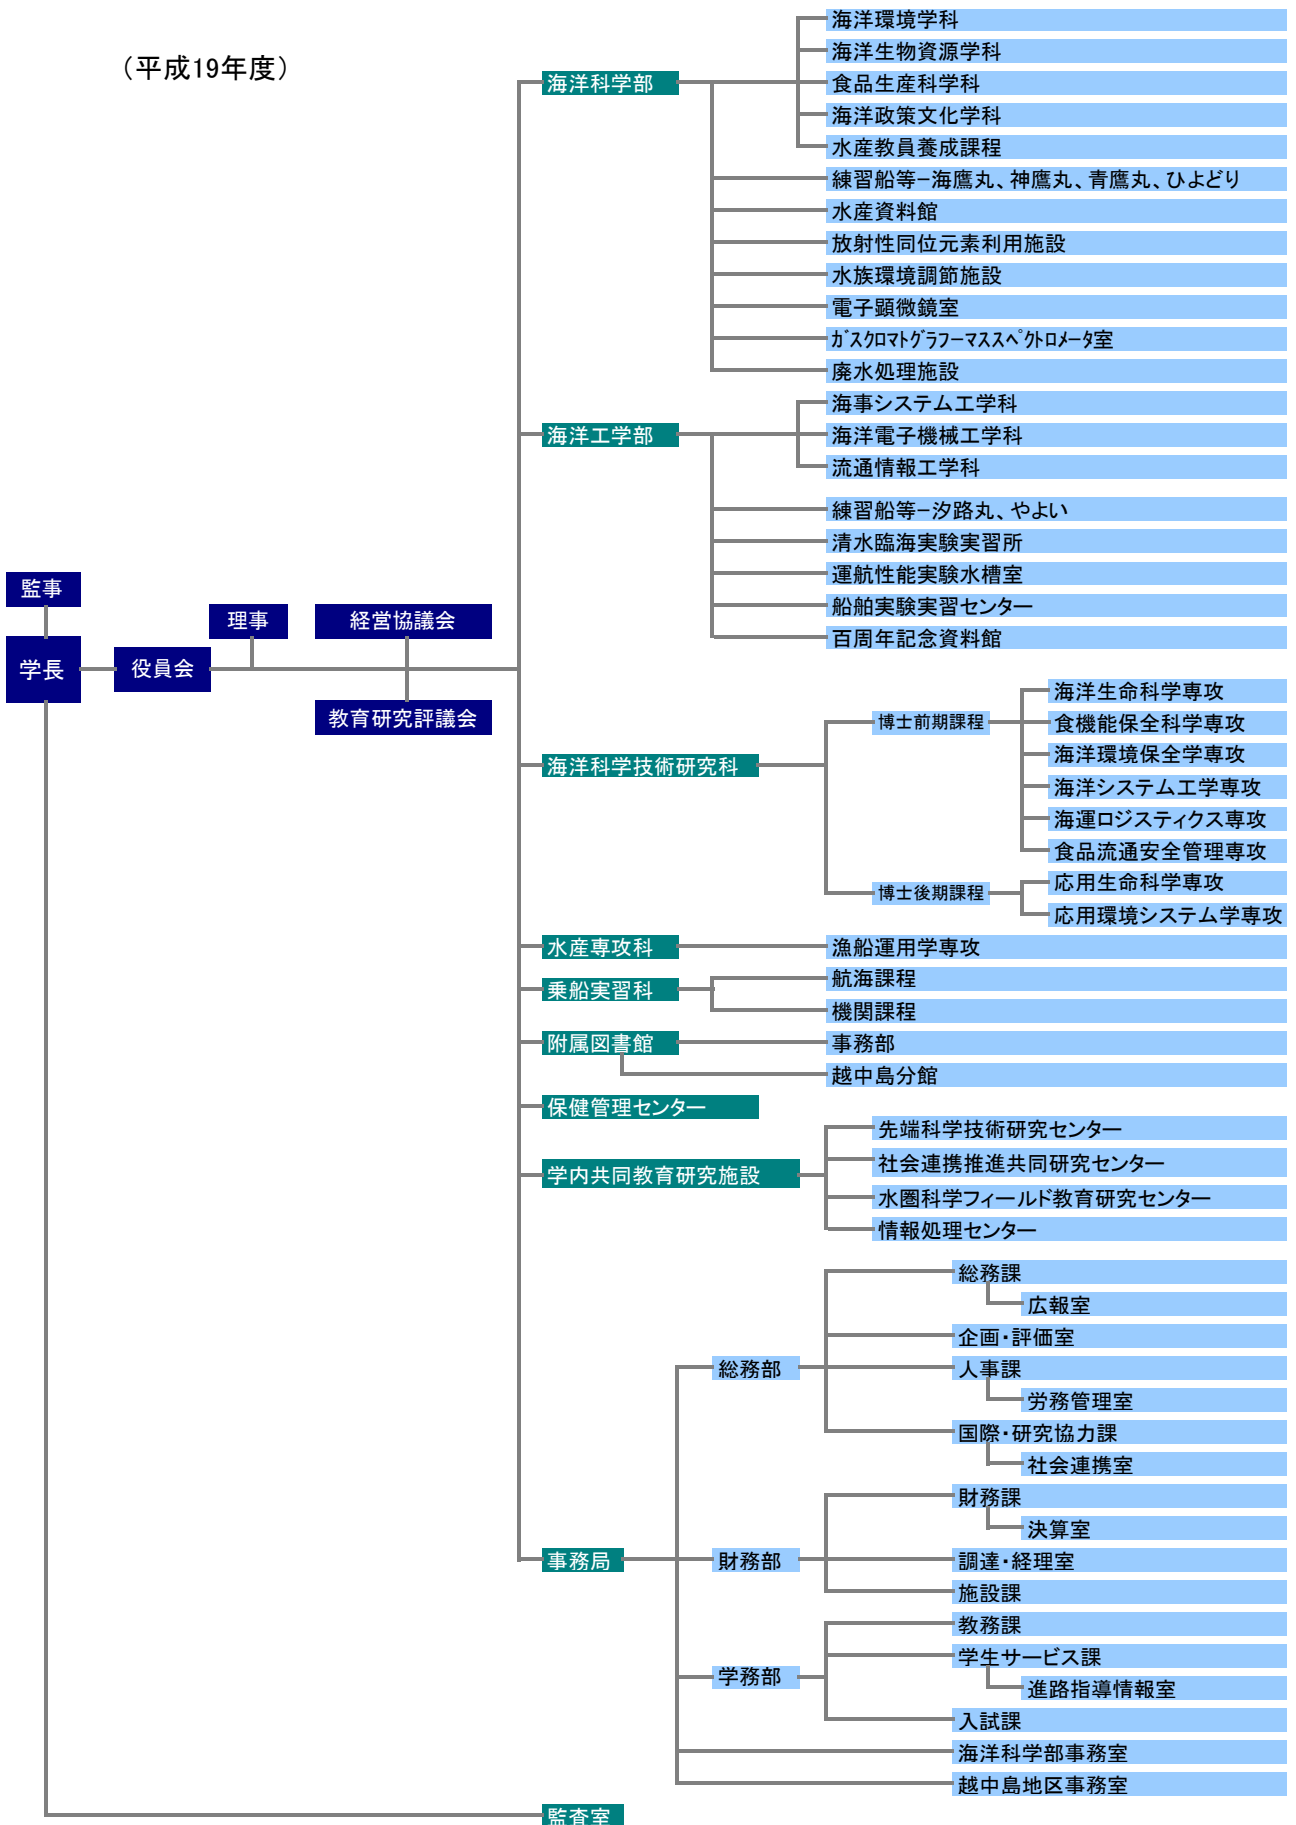 （平成19年度）
監事
学長
役員会
理事
経営協議会
教育研究評議会
海洋科学部
海洋環境学科
海洋生物資源学科
食品生産科学科
海洋政策文化学科
水産教員養成課程
練習船等−海鷹丸、神鷹丸、青鷹丸、ひよどり
水産資料館
放射性同位元素利用施設
水族環境調節施設
電子顕微鏡室
ｶﾞｽｸﾛﾏﾄｸﾞﾗﾌｰﾏｽｽﾍﾟｸﾄﾛﾒｰﾀ室
廃水処理施設
海洋工学部
海事システム工学科
海洋電子機械工学科
流通情報工学科
練習船等−汐路丸、やよい
清水臨海実験実習所
運航性能実験水槽室
船舶実験実習センター
百周年記念資料館
海洋科学技術研究科
博士前期課程
海洋生命科学専攻
食機能保全科学専攻
海洋環境保全学専攻
海洋システム工学専攻
海運ロジスティクス専攻
食品流通安全管理専攻
博士後期課程
応用生命科学専攻
応用環境システム学専攻
水産専攻科
漁船運用学専攻
乗船実習科
航海課程
機関課程
附属図書館
事務部
越中島分館
保健管理センター
学内共同教育研究施設
先端科学技術研究センター
社会連携推進共同研究センター
水圏科学フィールド教育研究センター
情報処理センター
事務局
総務部
総務課
広報室
企画・評価室
人事課
労務管理室
国際・研究協力課
社会連携室
財務部
財務課
決算室
調達・経理室
施設課
学務部
教務課
学生サービス課
進路指導情報室
入試課
海洋科学部事務室
越中島地区事務室
監査室